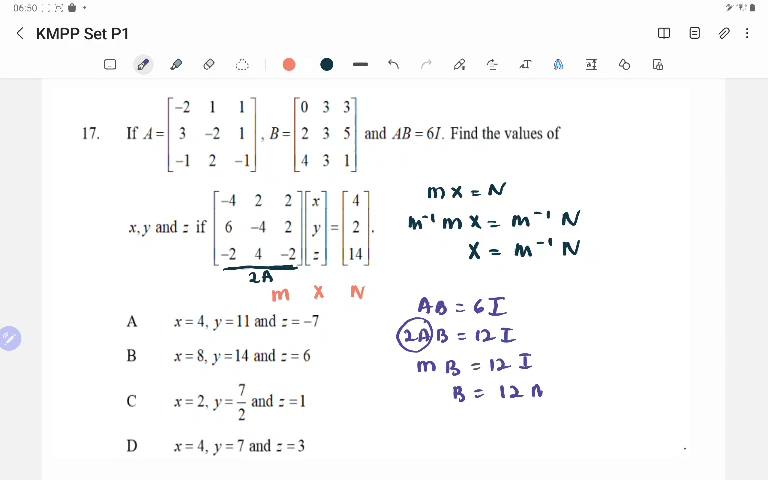 06:50
KMPP Set P1
17. If A = [-2 1 1; 3 -2 1; -1 2 -1], B = [0 3 3; 2 3 5; 4 3 1] and AB = 6I. Find the values of
x, y and z if [-4 2 2; 6 -4 2; -2 4 -2] [x; y; z] = [4; 2; 14].
2A
m X N
A x = 4, y = 11 and z = -7
B x = 8, y = 14 and z = 6
C x = 2, y = 7/2 and z = 1
D x = 4, y = 7 and z = 3
m X = N
m⁻¹ m X = m⁻¹ N
X = m⁻¹ N
AB = 6I
2A B = 12 I
m B = 12 I
B = 12